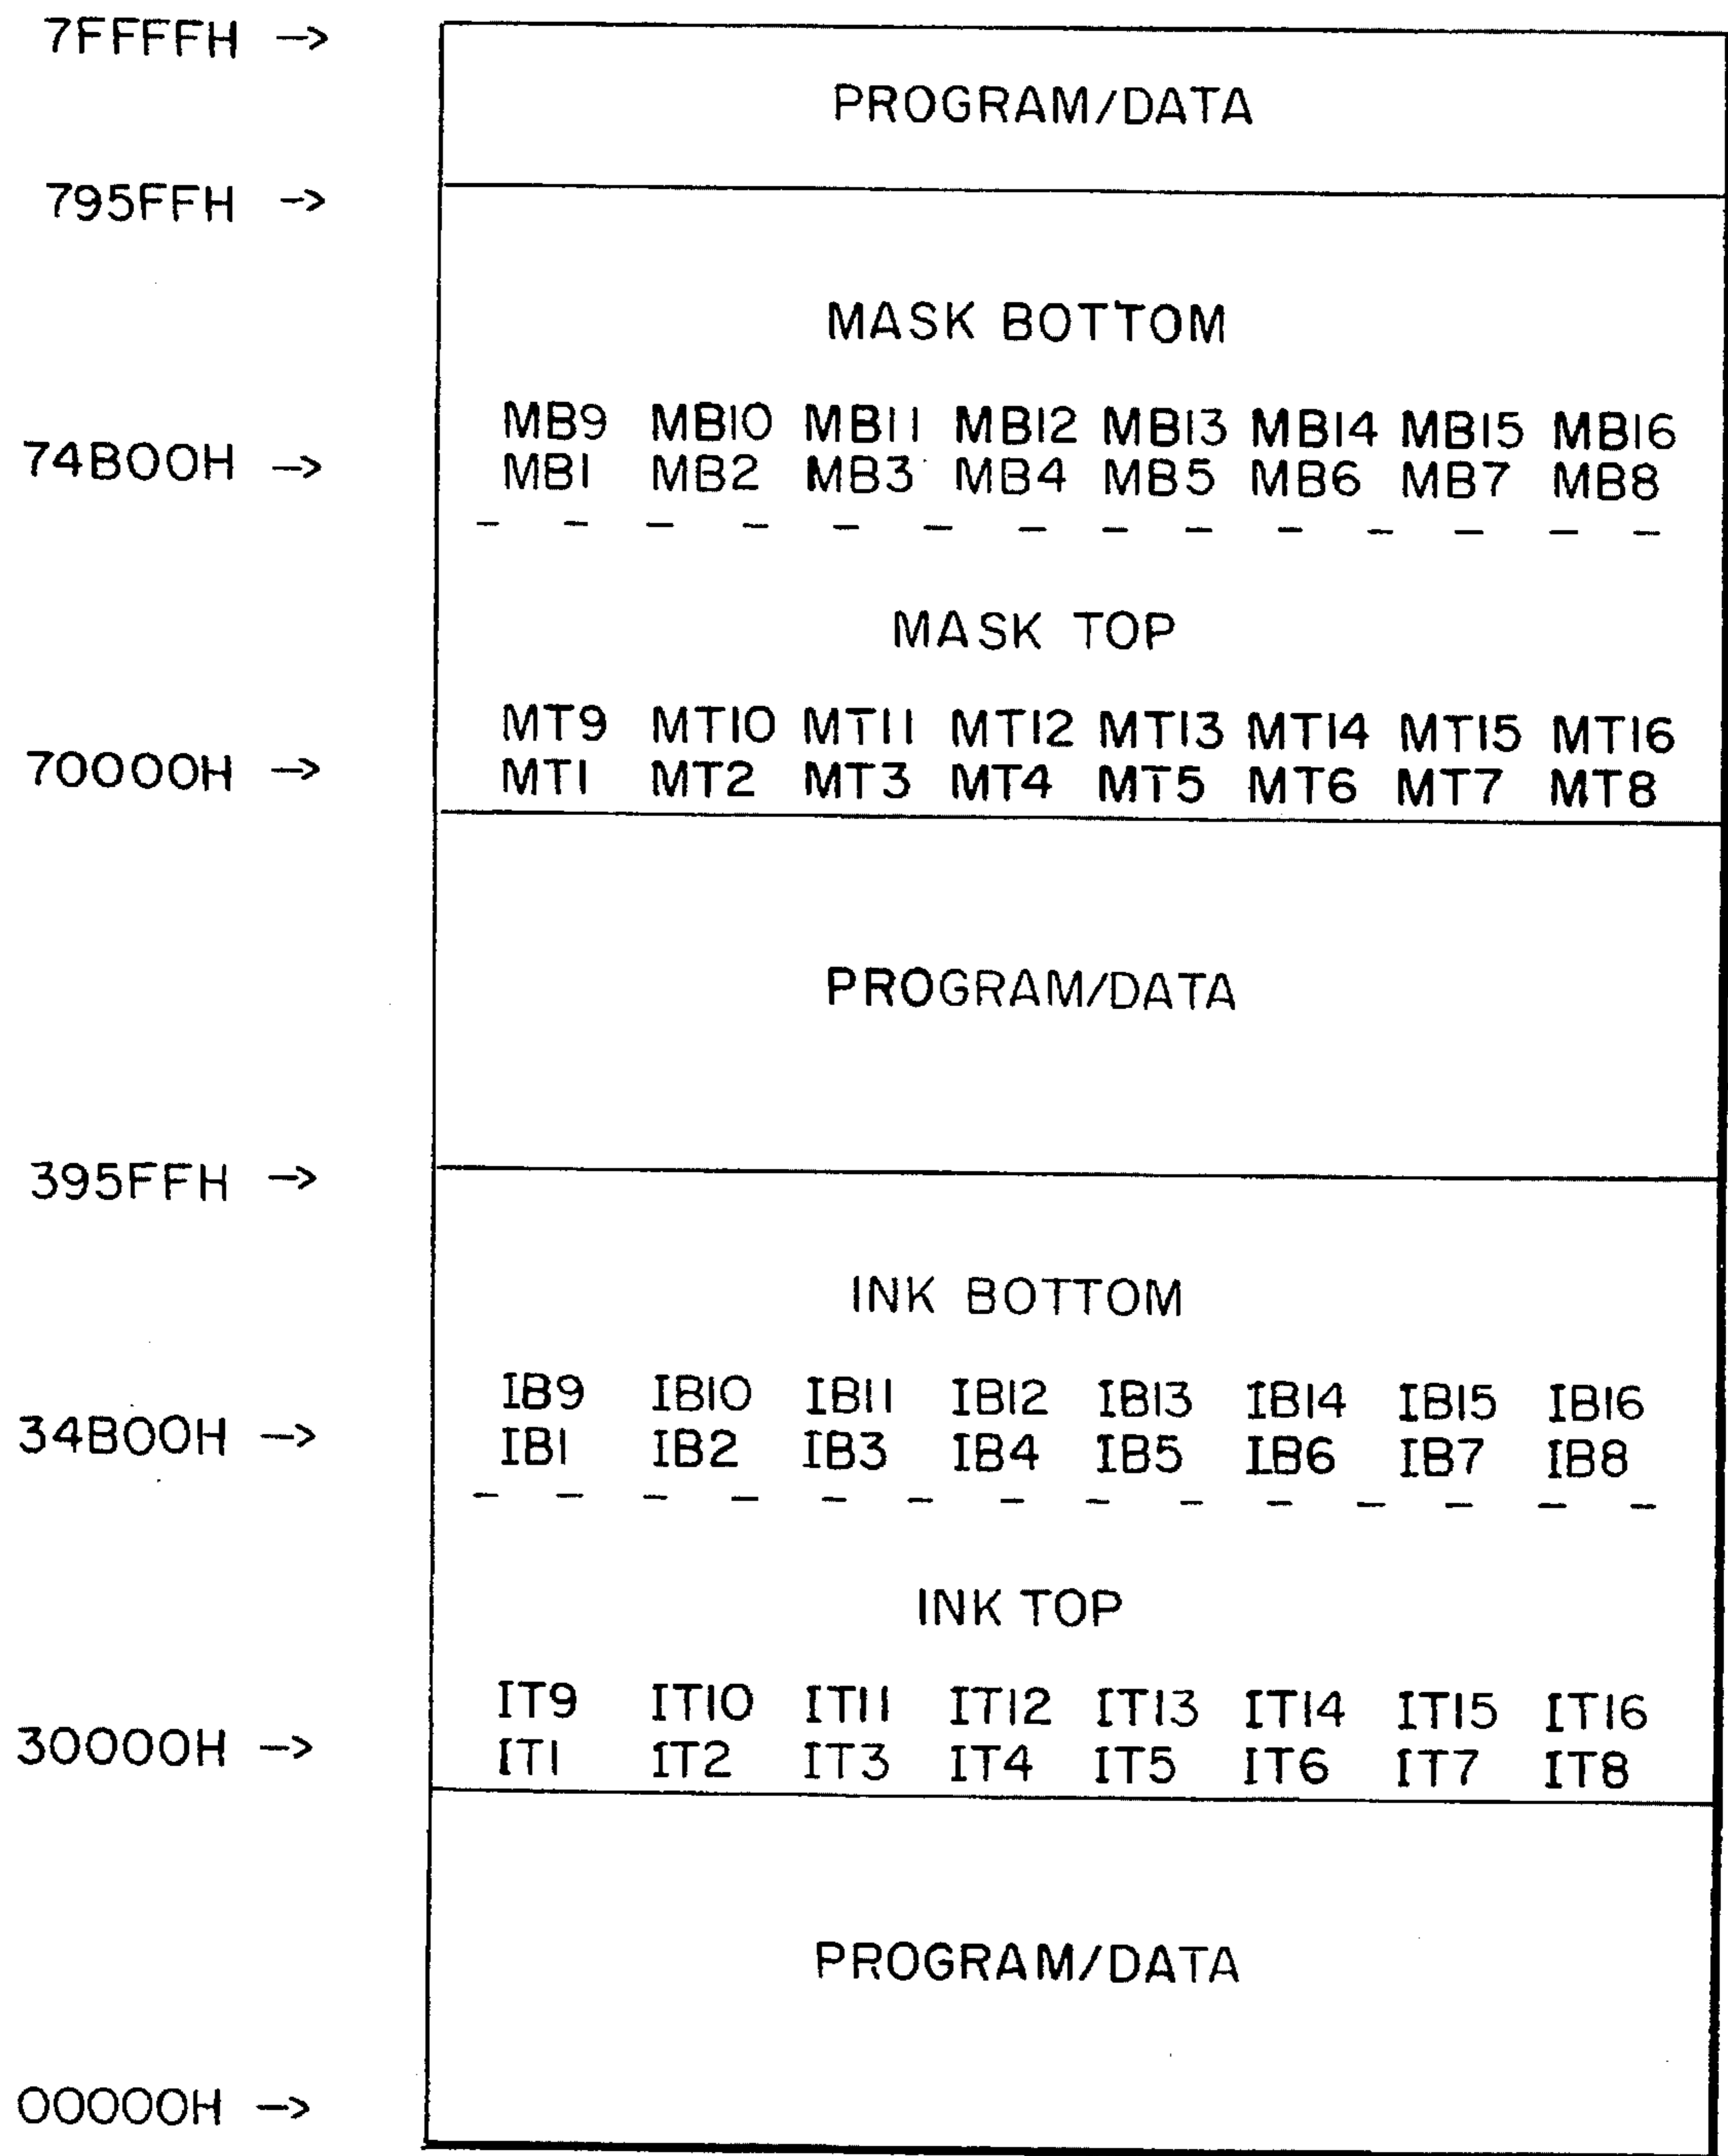 7FFFFH ->
PROGRAM/DATA
795FFH ->
MASK BOTTOM
MB9 MB10 MB11 MB12 MB13 MB14 MB15 MB16
74B00H -> MB1 MB2 MB3 MB4 MB5 MB6 MB7 MB8
MASK TOP
MT9 MT10 MT11 MT12 MT13 MT14 MT15 MT16
70000H -> MT1 MT2 MT3 MT4 MT5 MT6 MT7 MT8
PROGRAM/DATA
395FFH ->
INK BOTTOM
IB9 IB10 IB11 IB12 IB13 IB14 IB15 IB16
34B00H -> IB1 IB2 IB3 IB4 IB5 IB6 IB7 IB8
INK TOP
IT9 IT10 IT11 IT12 IT13 IT14 IT15 IT16
30000H -> IT1 IT2 IT3 IT4 IT5 IT6 IT7 IT8
PROGRAM/DATA
00000H ->